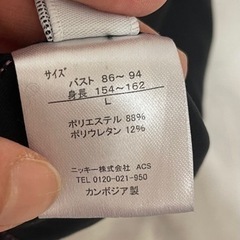 サイズ
バスト 86～94
身長 154～162
L
ポリエステル 88%
ポリウレタン 12%
ニッキー株式会社 ACS
TEL 0120-021-950
カンボジア製